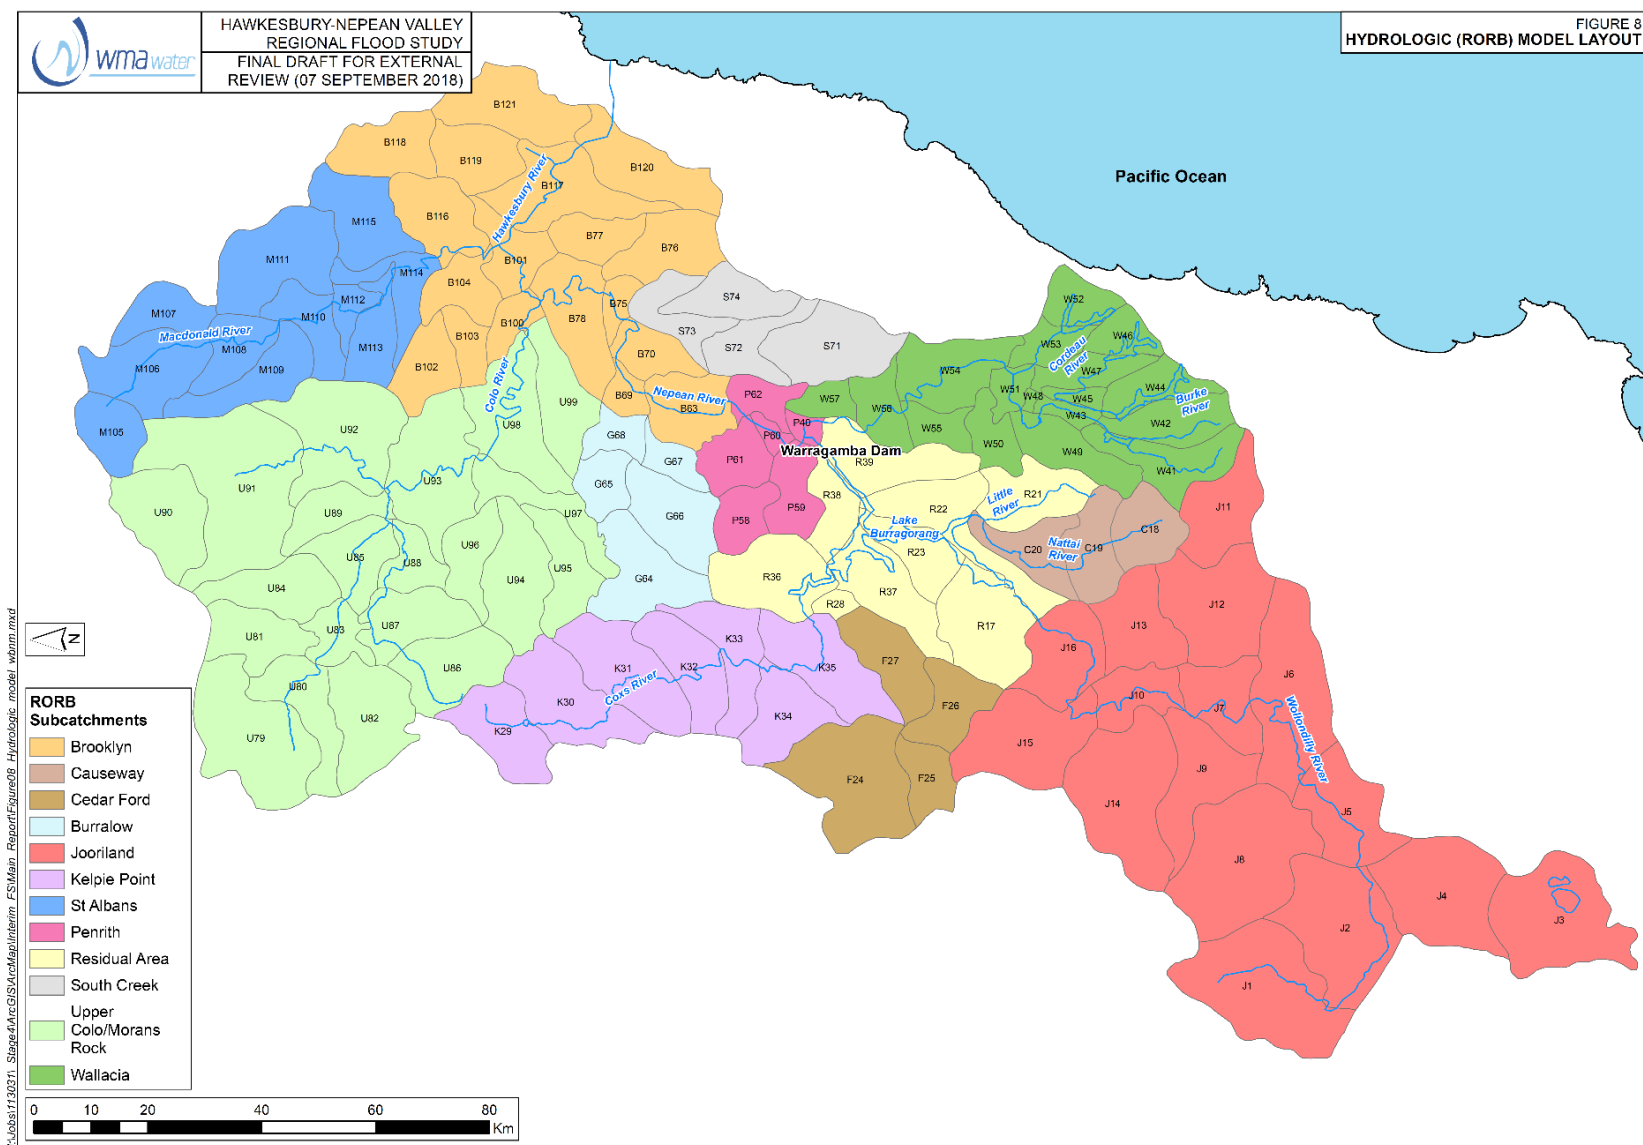 wmawater
HAWKESBURY-NEPEAN VALLEY
REGIONAL FLOOD STUDY
FINAL DRAFT FOR EXTERNAL
REVIEW (07 SEPTEMBER 2018)
FIGURE 8
HYDROLOGIC (RORB) MODEL LAYOUT
Pacific Ocean
B121
B118
B119
B120
B117
Hawkesbury River
B116
B77
B76
B101
B104
B75
B78
B100
B103
B102
B70
B69
B63
Nepean River
M115
M111
M114
M112
M107
M110
Macdonald River
M108
M113
M109
M106
M105
S74
S73
S72
S71
W52
W46
W53
Cordeau
River
W47
W54
W51
W48
W45
W44
Burke
River
W57
W56
W43
W42
W55
W50
W49
W41
P62
P40
P60
P61
P59
P58
Warragamba Dam
R39
R38
R22
R21
Little
River
Lake
Burragorang
R23
R36
R37
R28
R17
C18
C19
C20
Nattai
River
G68
G67
G65
G66
G64
Colo River
U99
U98
U92
U93
U91
U90
U89
U97
U96
U85
U88
U95
U94
U84
U87
U83
U81
U86
U80
U82
U79
K33
K35
K32
K31
K30
K34
K29
Coxs River
F27
F26
F24
F25
J11
J12
J13
J16
J6
J10
J7
Wollondilly River
J15
J9
J14
J5
J8
J4
J3
J2
J1
N
RORB
Subcatchments
Brooklyn
Causeway
Cedar Ford
Burralow
Jooriland
Kelpie Point
St Albans
Penrith
Residual Area
South Creek
Upper
Colo/Morans
Rock
Wallacia
0 10 20 40 60 80
Km